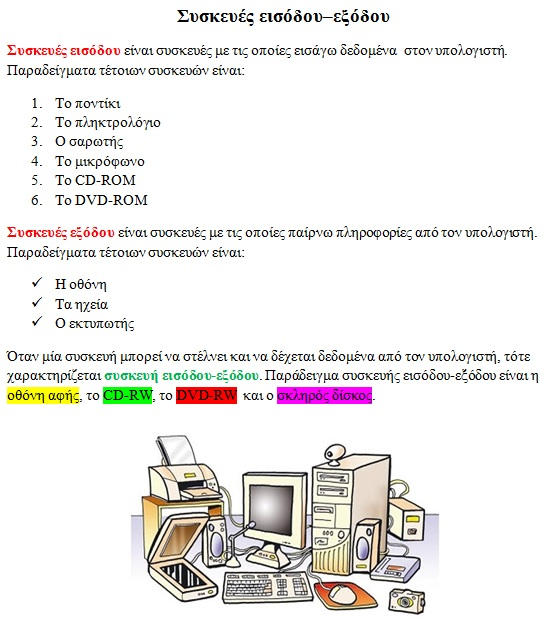 Συσκευές εισόδου–εξόδου
Συσκευές εισόδου είναι συσκευές με τις οποίες εισάγω δεδομένα στον υπολογιστή.
Παραδείγματα τέτοιων συσκευών είναι:
1. Το ποντίκι
2. Το πληκτρολόγιο
3. Ο σαρωτής
4. Το μικρόφωνο
5. Το CD-ROM
6. Το DVD-ROM
Συσκευές εξόδου είναι συσκευές με τις οποίες παίρνω πληροφορίες από τον υπολογιστή.
Παραδείγματα τέτοιων συσκευών είναι:
✓ Η οθόνη
✓ Τα ηχεία
✓ Ο εκτυπωτής
Όταν μία συσκευή μπορεί να στέλνει και να δέχεται δεδομένα από τον υπολογιστή, τότε
χαρακτηρίζεται συσκευή εισόδου-εξόδου. Παράδειγμα συσκευής εισόδου-εξόδου είναι η
οθόνη αφής, το CD-RW, το DVD-RW και ο σκληρός δίσκος.